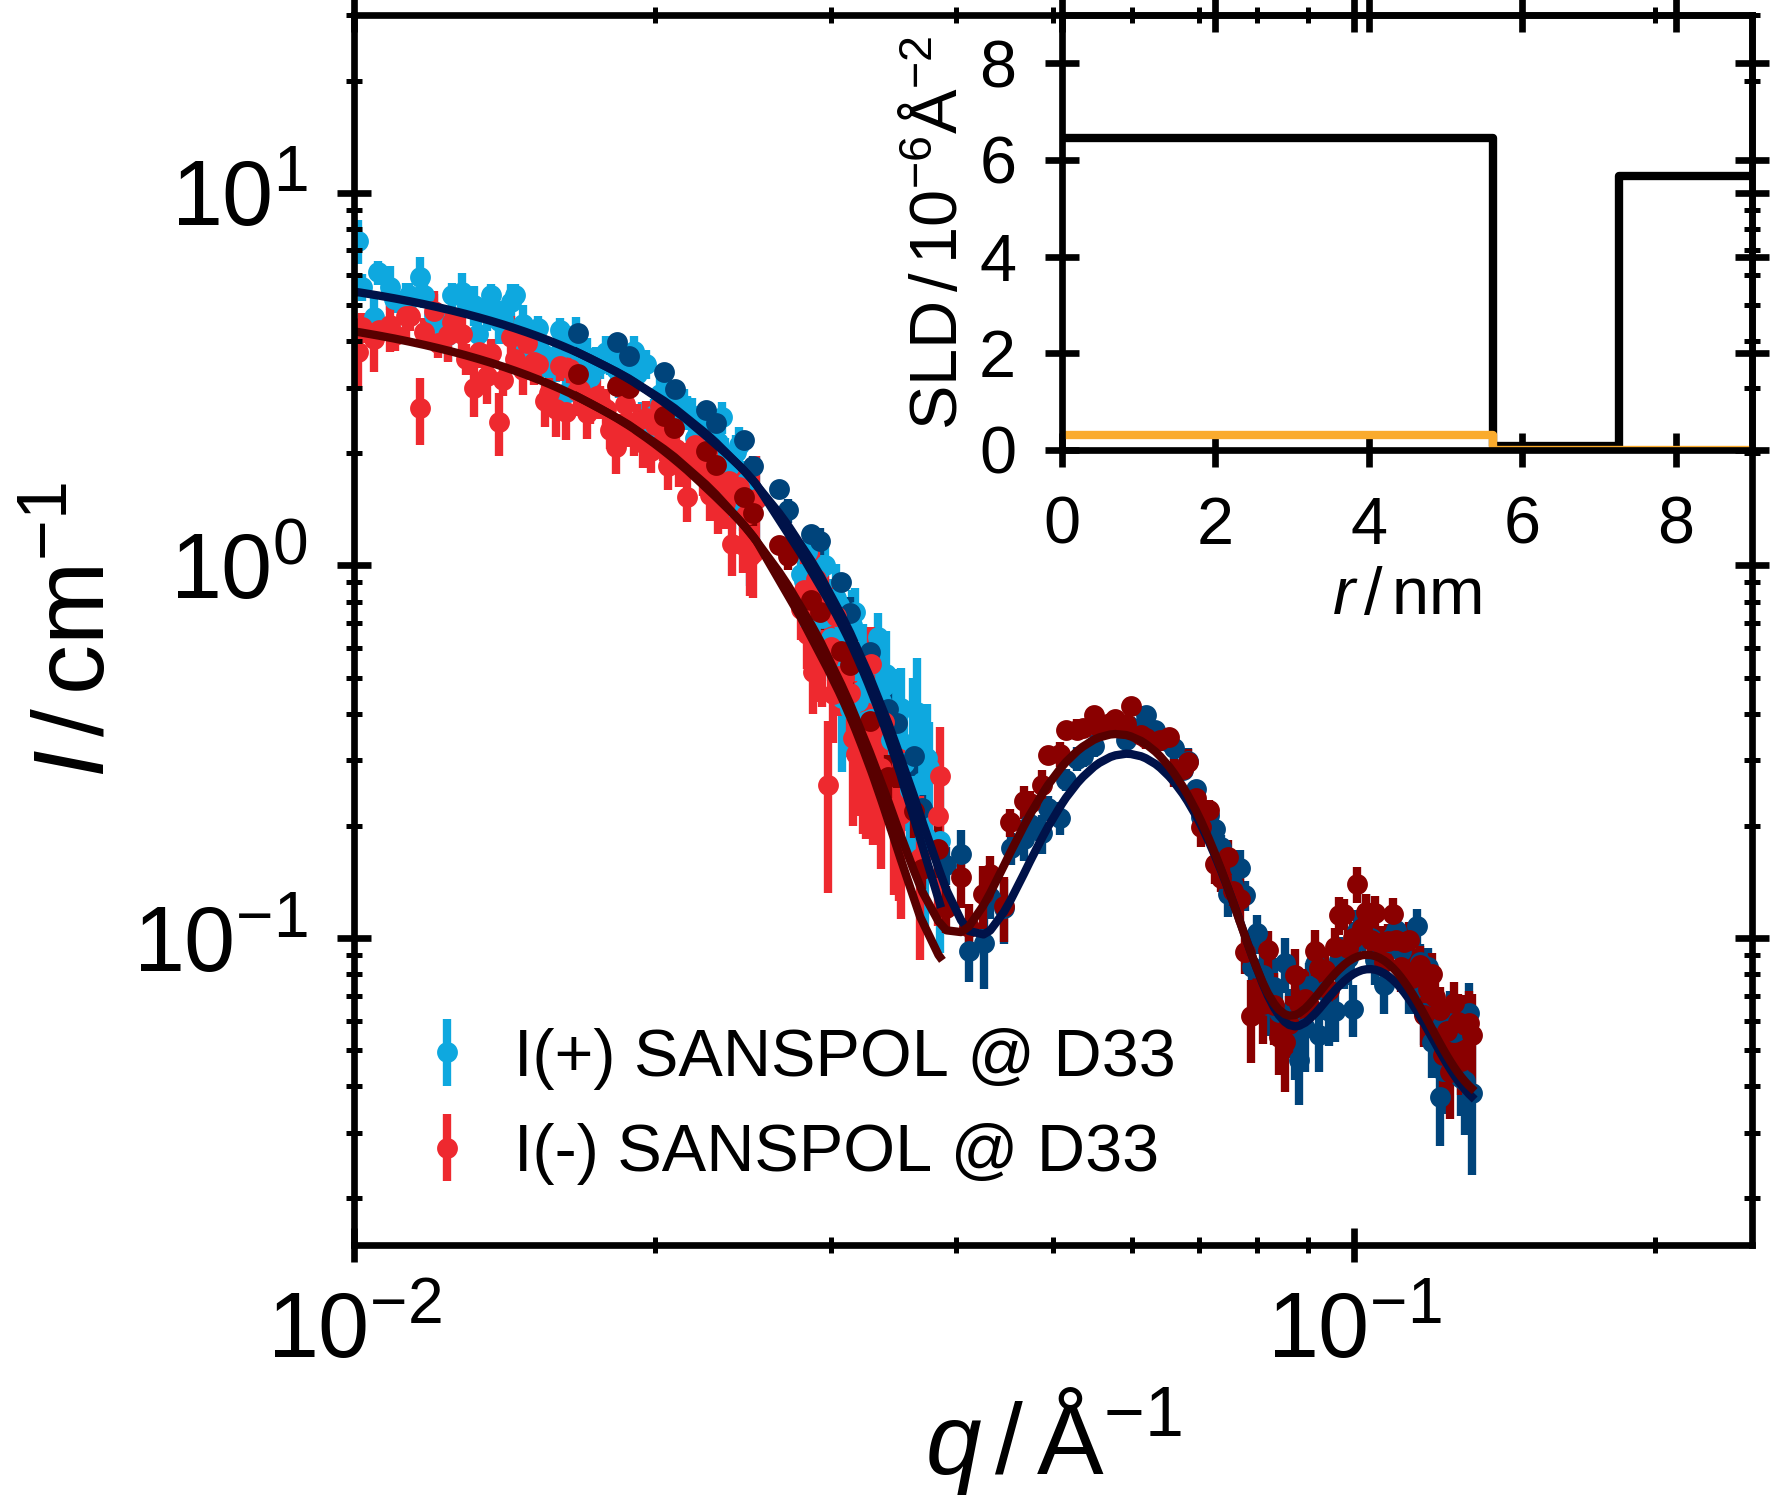 10¹
10⁰
10⁻¹
I / cm⁻¹
SLD / 10⁻⁶Å⁻²
8
6
4
2
0
0 2 4 6 8
r / nm
I(+) SANSPOL @ D33
I(-) SANSPOL @ D33
10⁻² 10⁻¹
q / Å⁻¹